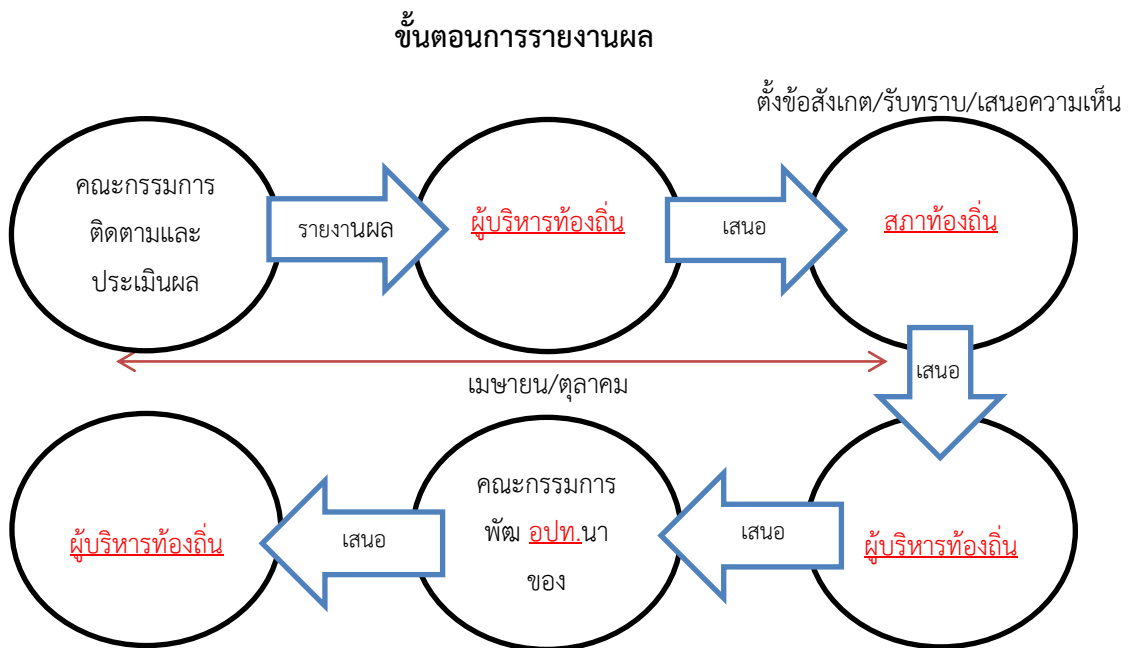 ขั้นตอนการรายงานผล
ตั้งข้อสังเกต/รับทราบ/เสนอความเห็น
คณะกรรมการ
ติดตามและ
ประเมินผล
รายงานผล
ผู้บริหารท้องถิ่น
เสนอ
สภาท้องถิ่น
เมษายน/ตุลาคม
เสนอ
ผู้บริหารท้องถิ่น
เสนอ
คณะกรรมการ
พัฒ อปท.นา
ของ
เสนอ
ผู้บริหารท้องถิ่น